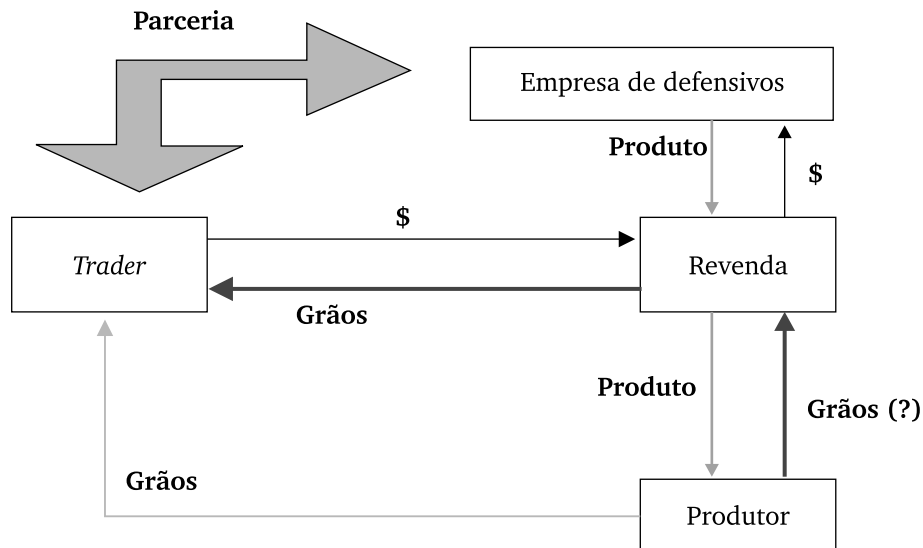 Parceria
Empresa de defensivos
Produto
$
$
Trader
Revenda
Grãos
Produto
Grãos (?)
Grãos
Produtor